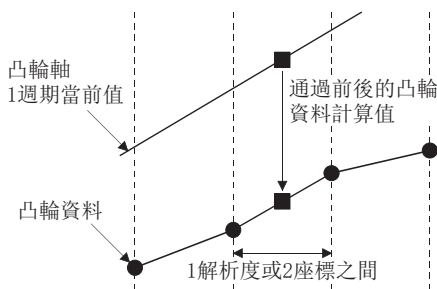 凸輪軸
1週期當前值
通過前後的凸輪
資料計算值
凸輪資料
1解析度或2座標之間